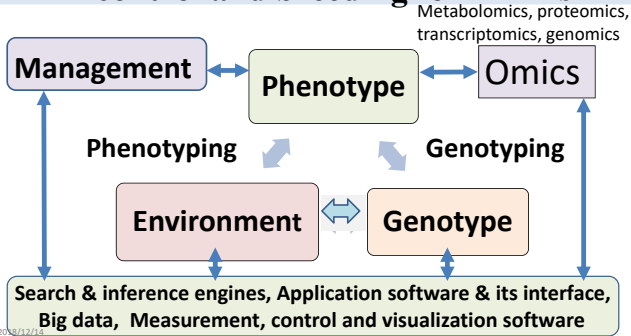 Metabolomics, proteomics,
transcriptomics, genomics
Management
Phenotype
Omics
Phenotyping
Genotyping
Environment
Genotype
Search & inference engines, Application software & its interface,
Big data, Measurement, control and visualization software
2018/12/14